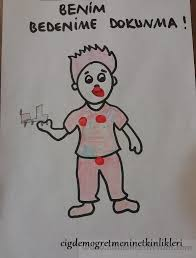 BENİM
BEDENİME DOKUNMA!
cigdemogretmeninetkinlikleri